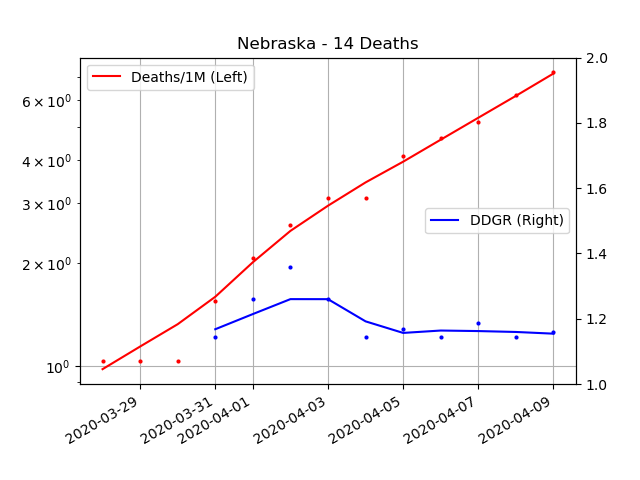 Nebraska - 14 Deaths
Deaths/1M (Left)
DDGR (Right)
6 × 10⁰
4 × 10⁰
3 × 10⁰
2 × 10⁰
10⁰
2.0
1.8
1.6
1.4
1.2
1.0
2020-03-29
2020-03-31
2020-04-01
2020-04-03
2020-04-05
2020-04-07
2020-04-09